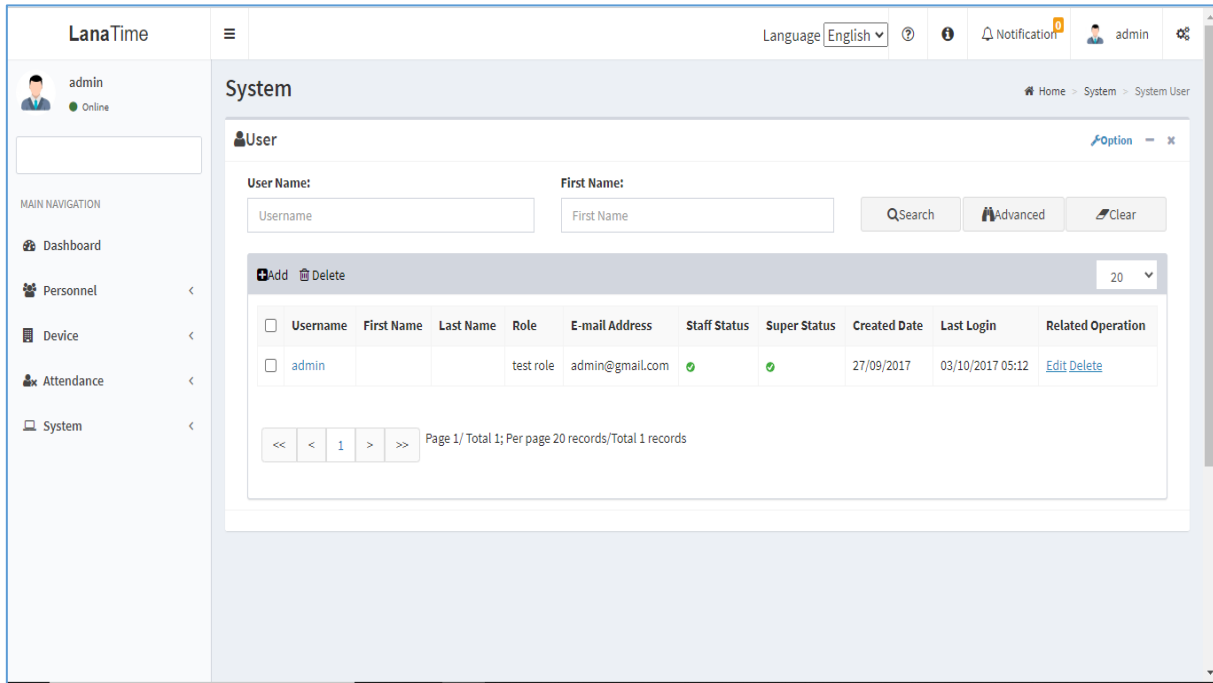 LanaTime
Language English
Notification 0
admin
admin
Online
MAIN NAVIGATION
Dashboard
Personnel
Device
Attendance
System
System
Home > System > System User
User
Option
User Name:
First Name:
Username
First Name
Search
Advanced
Clear
Add Delete
20
Username First Name Last Name Role E-mail Address Staff Status Super Status Created Date Last Login Related Operation
admin test role admin@gmail.com 27/09/2017 03/10/2017 05:12 Edit Delete
<< < 1 > >> Page 1/ Total 1; Per page 20 records/Total 1 records